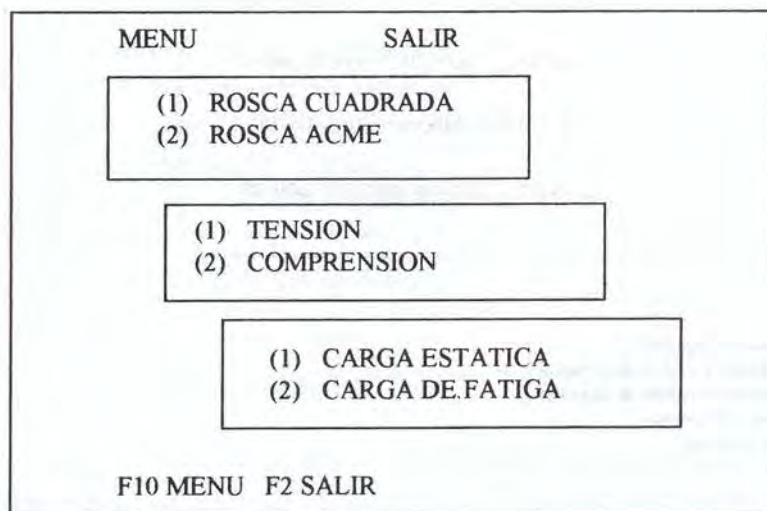 MENU SALIR
(1) ROSCA CUADRADA
(2) ROSCA ACME
(1) TENSION
(2) COMPRENSION
(1) CARGA ESTATICA
(2) CARGA DE.FATIGA
F10 MENU F2 SALIR